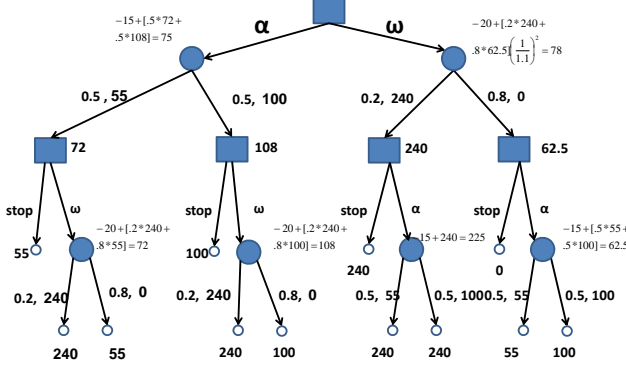 −15+[.5*72+
.5*108] = 75
α
ω
−20+[.2*240+
.8*62.5](1/1.1)² = 78
0.5 , 55
0.5, 100
0.2, 240
0.8, 0
72
108
240
62.5
stop
ω
stop
ω
stop
α
stop
α
−20+[.2*240+
.8*55] = 72
−20+[.2*240+
.8*100] = 108
15+240 = 225
−15+[.5*55+
.5*100] = 62.5
55
100
240
0
0.2, 240
0.8, 0
0.2, 240
0.8, 0
0.5, 55
0.5, 100
0.5, 55
0.5, 100
240
55
240
100
240
240
55
100